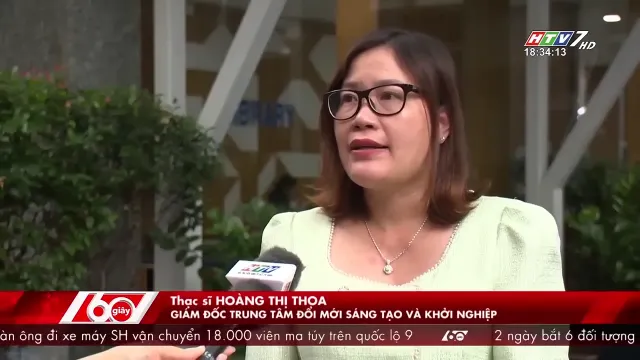 HTV7 HD
18:34:13
HTV
Thạc sĩ HOÀNG THỊ THOA
60 giây
GIÁM ĐỐC TRUNG TÂM ĐỔI MỚI SÁNG TẠO VÀ KHỞI NGHIỆP
àn ông đi xe máy SH vận chuyển 18.000 viên ma túy trên quốc lộ 9 60 2 ngày bắt 6 đối tượng